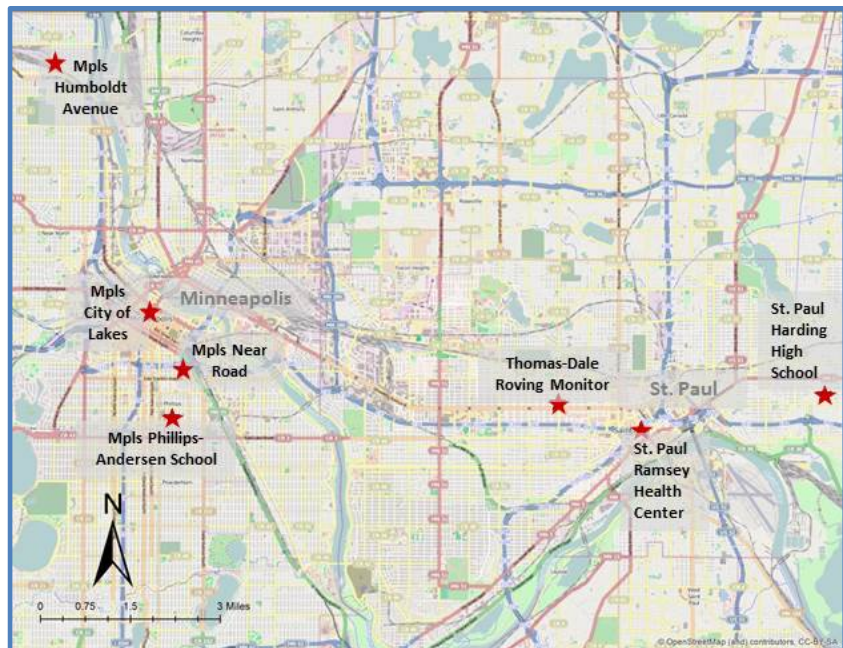 Mpls
Humboldt
Avenue
Mpls
City of
Lakes
Minneapolis
Mpls Near
Road
Mpls Phillips-
Andersen School
Thomas-Dale
Roving Monitor
St. Paul
St. Paul
Harding
High
School
St. Paul
Ramsey
Health
Center
N
0 0.75 1.5 3 Miles
© OpenStreetMap (and) contributors, CC-BY-SA